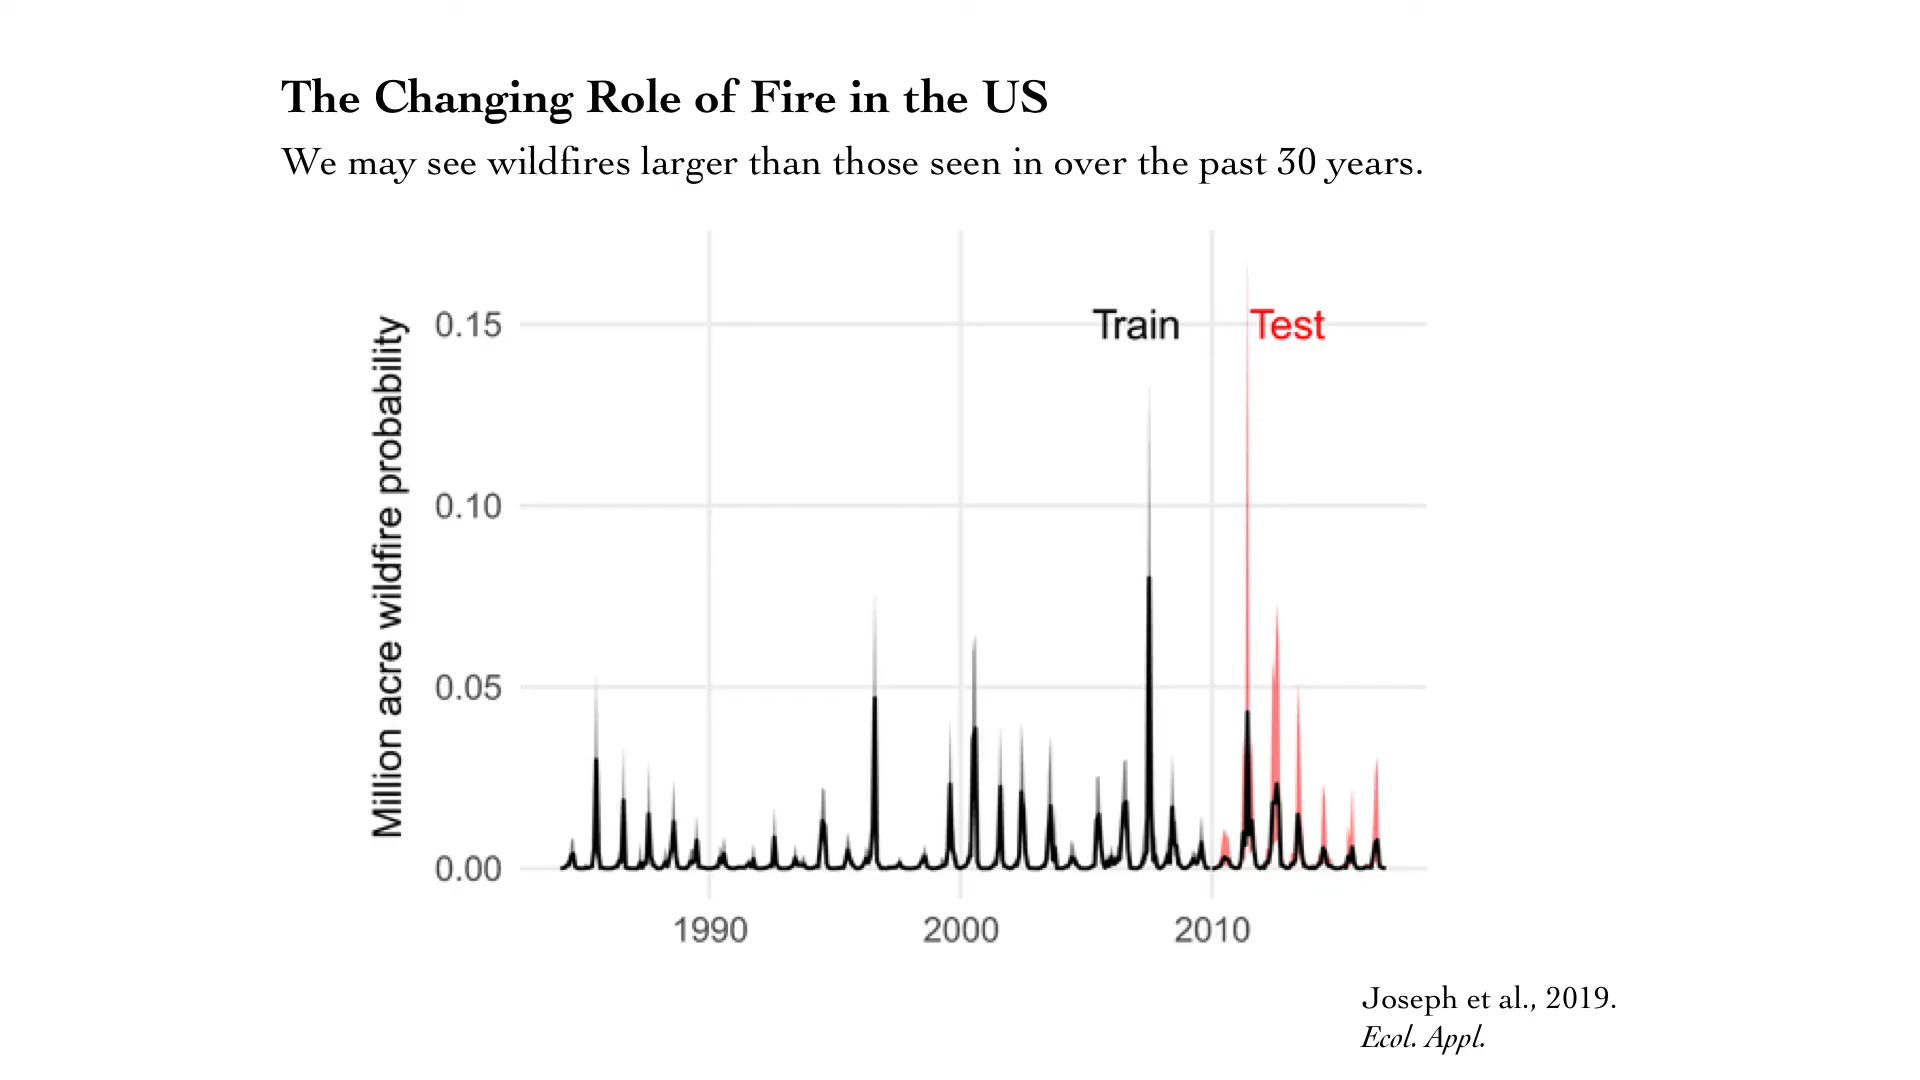 The Changing Role of Fire in the US
We may see wildfires larger than those seen in over the past 30 years.
Million acre wildfire probability
0.15
0.10
0.05
0.00
Train
Test
1990
2000
2010
Joseph et al., 2019.
Ecol. Appl.